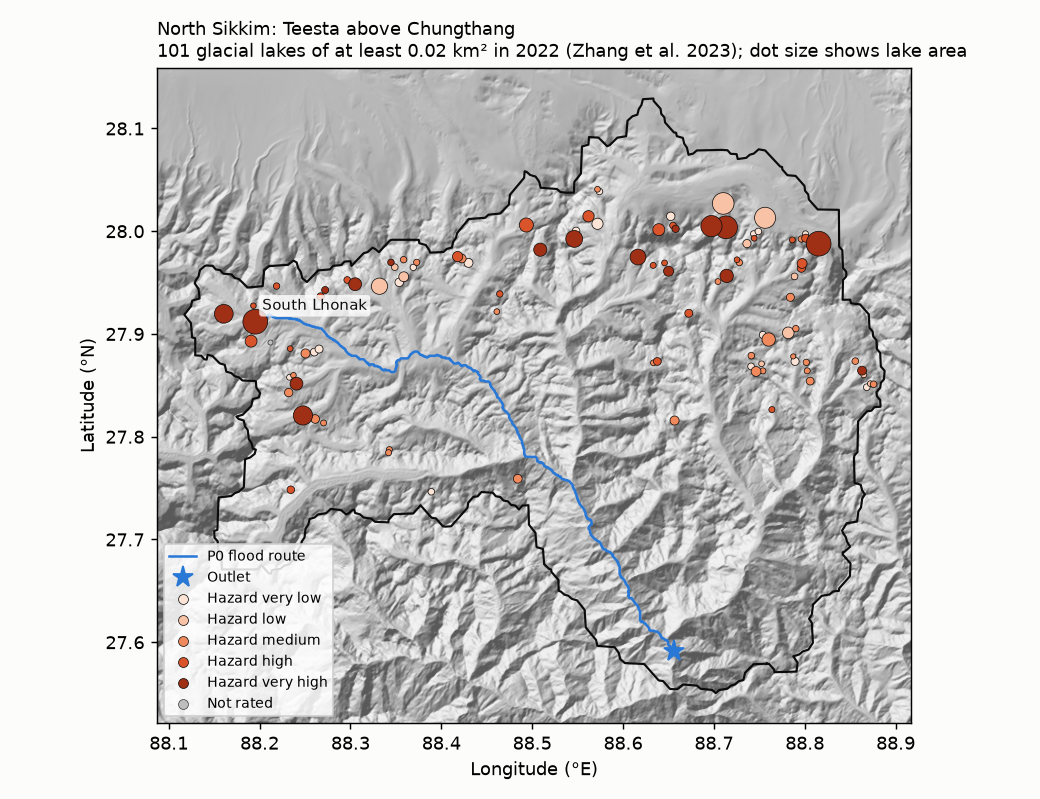 North Sikkim: Teesta above Chungthang
101 glacial lakes of at least 0.02 km² in 2022 (Zhang et al. 2023); dot size shows lake area
28.1
28.0
27.9
27.8
27.7
27.6
Latitude (°N)
South Lhonak
P0 flood route
Outlet
Hazard very low
Hazard low
Hazard medium
Hazard high
Hazard very high
Not rated
88.1 88.2 88.3 88.4 88.5 88.6 88.7 88.8 88.9
Longitude (°E)